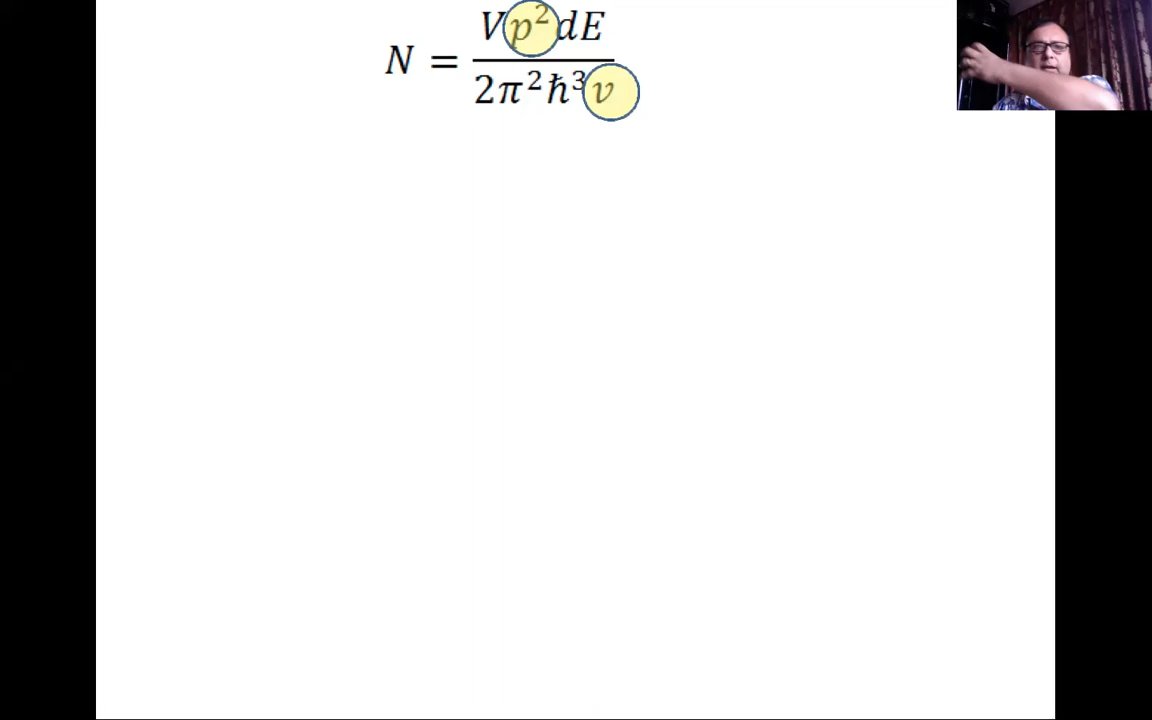 N = Vp²dE / 2π²ħ³v